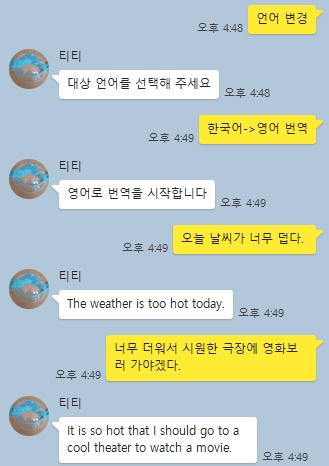 언어 변경
오후 4:48
티티
대상 언어를 선택해 주세요
오후 4:48
한국어->영어 번역
오후 4:49
티티
영어로 번역을 시작합니다
오후 4:49
오늘 날씨가 너무 덥다.
오후 4:49
티티
The weather is too hot today.
오후 4:49
너무 더워서 시원한 극장에 영화보
러 가야겠다.
오후 4:49
티티
It is so hot that I should go to a
cool theater to watch a movie.
오후 4:49